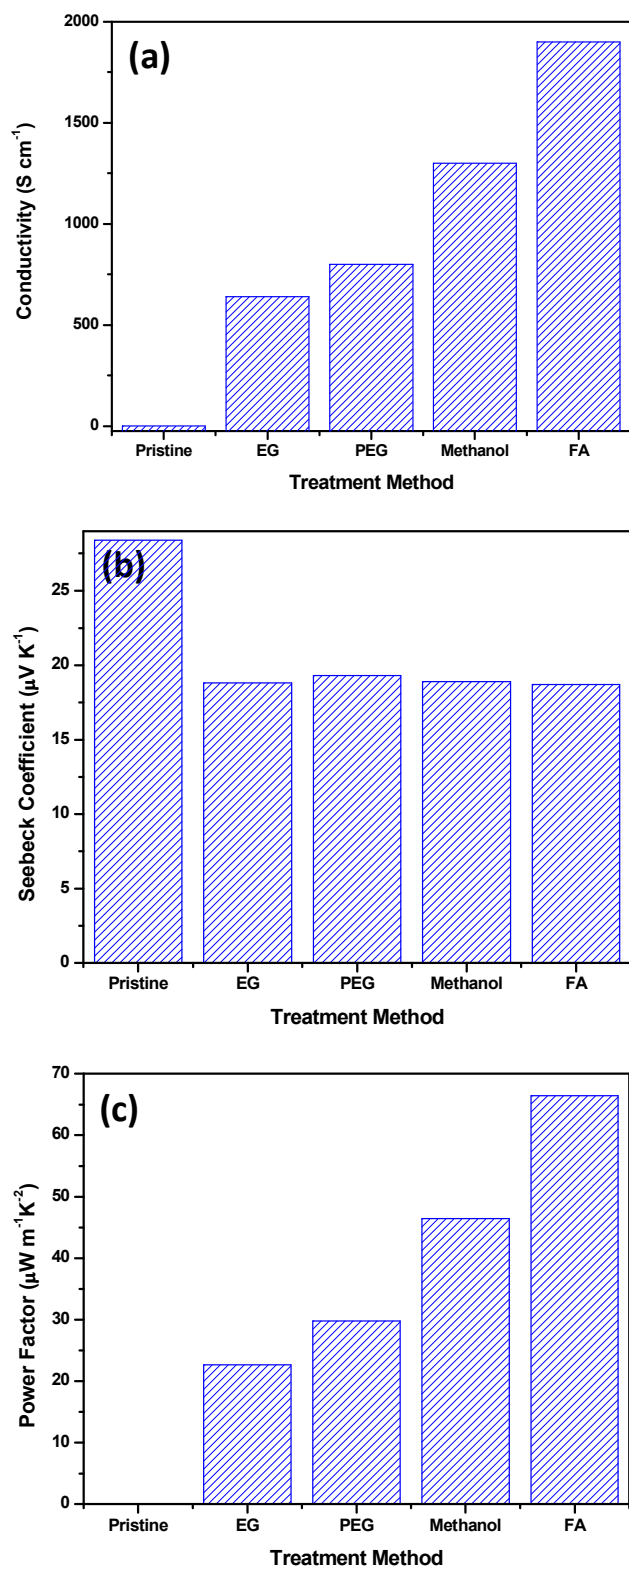 (a)
Conductivity (S cm⁻¹)
2000
1500
1000
500
0
Pristine EG PEG Methanol FA
Treatment Method
(b)
Seebeck Coefficient (μV K⁻¹)
25
20
15
10
5
0
Pristine EG PEG Methanol FA
Treatment Method
(c)
Power Factor (μW m⁻¹K⁻²)
70
60
50
40
30
20
10
0
Pristine EG PEG Methanol FA
Treatment Method